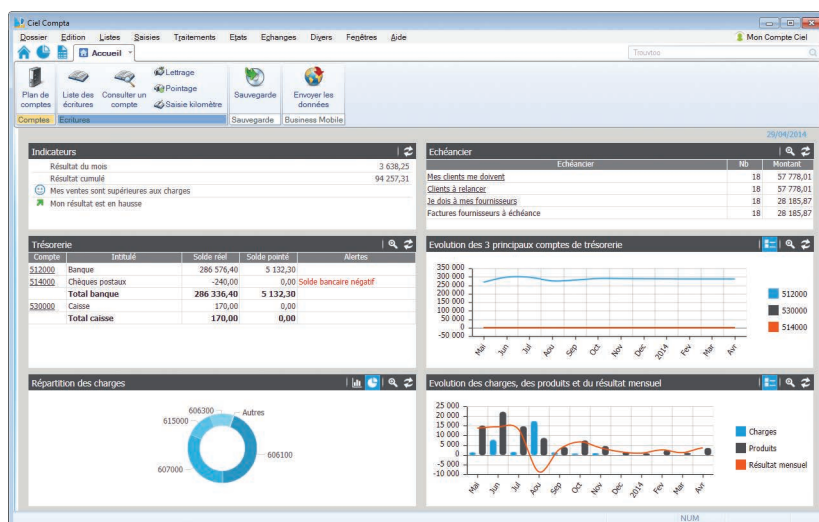 Ciel Compta
Dossier Edition Listes Saisies Traitements Etats Echanges Divers Fenêtres Aide
Mon Compte Ciel
Accueil
Trouvtoo
Plan de comptes
Liste des écritures
Consulter un compte
Lettrage
Pointage
Saisie kilomètre
Sauvegarde
Envoyer les données
Comptes Ecritures Sauvegarde Business Mobile
29/04/2014
Indicateurs
Résultat du mois 3 638,25
Résultat cumulé 94 257,31
Mes ventes sont supérieures aux charges
Mon résultat est en hausse
Echéancier
Echéancier Nb Montant
Mes clients me doivent 18 57 778,01
Clients à relancer 18 57 778,01
Je dois à mes fournisseurs 18 28 185,87
Factures fournisseurs à échéance 18 28 185,87
Trésorerie
Compte Intitulé Solde réel Solde pointé Alertes
512000 Banque 286 576,40 5 132,30
514000 Chèques postaux -240,00 0,00 Solde bancaire négatif
Total banque 286 336,40 5 132,30
530000 Caisse 170,00 0,00
Total caisse 170,00 0,00
Evolution des 3 principaux comptes de trésorerie
350 000
300 000
250 000
200 000
150 000
100 000
50 000
0
-50 000
Mai Jun Jul Aou Sep Oct Nov Dec 2014 Fev Mar Avr
512000
530000
514000
Répartition des charges
606300
Autres
615000
606100
607000
Evolution des charges, des produits et du résultat mensuel
25 000
20 000
15 000
10 000
5 000
0
-5 000
-10 000
Mai Jun Jul Aou Sep Oct Nov Dec 2014 Fev Mar Avr
Charges
Produits
Résultat mensuel
NUM